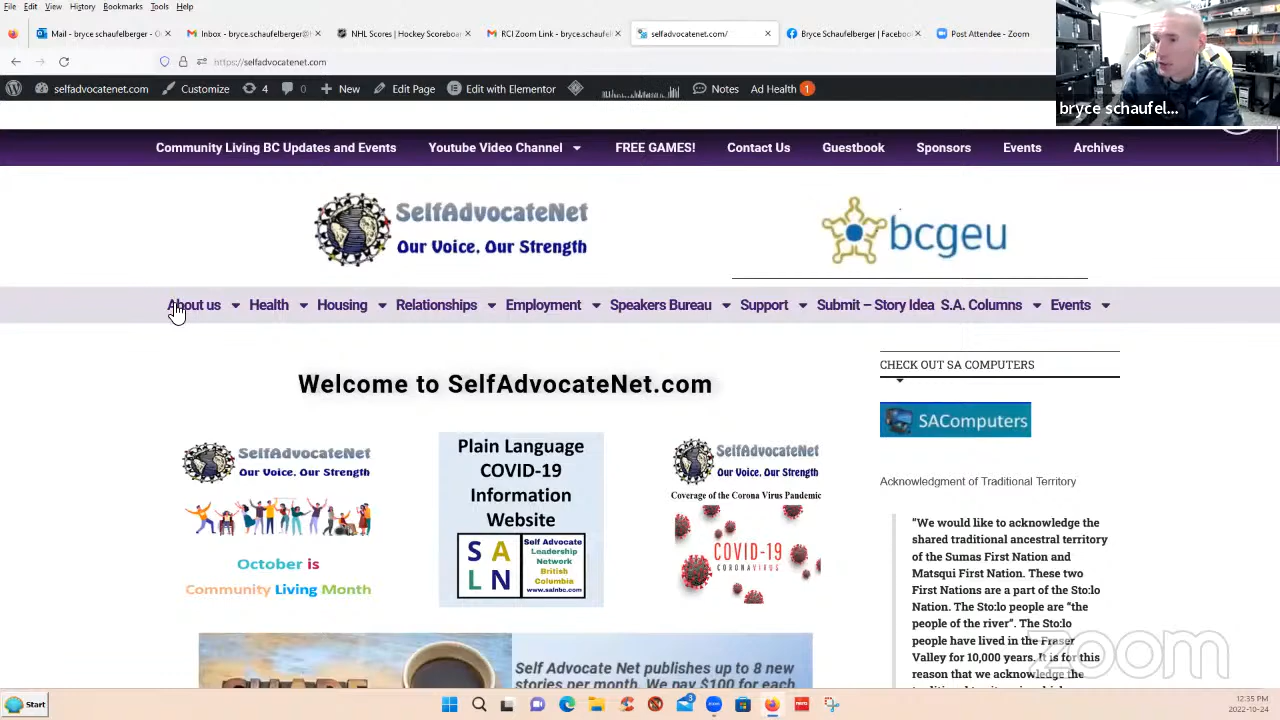 File Edit View History Bookmarks Tools Help
Mail - bryce.schaufelberger - O
Inbox - bryce.schaufelberger@
NHL Scores | Hockey Scoreboar
RCI Zoom Link - bryce.schaufelb
selfadvocatenet.com/
Bryce Schaufelberger | Facebook
Post Attendee - Zoom
https://selfadvocatenet.com
selfadvocatenet.com Customize 4 0 New Edit Page Edit with Elementor Notes Ad Health 1
bryce schaufel...
Community Living BC Updates and Events Youtube Video Channel FREE GAMES! Contact Us Guestbook Sponsors Events Archives
SelfAdvocateNet
Our Voice. Our Strength
bcgeu
About us Health Housing Relationships Employment Speakers Bureau Support Submit – Story Idea S.A. Columns Events
Welcome to SelfAdvocateNet.com
SelfAdvocateNet
Our Voice. Our Strength
October is
Community Living Month
Plain Language
COVID-19
Information
Website
S A
L N
Self Advocate
Leadership
Network
British
Columbia
www.salnbc.com
SelfAdvocateNet
Our Voice. Our Strength
Coverage of the Corona Virus Pandemic
COVID-19
CORONAVIRUS
Self Advocate Net publishes up to 8 new
stories per month. We pay $100 for each
CHECK OUT SA COMPUTERS
SAComputers
Acknowledgment of Traditional Territory
"We would like to acknowledge the
shared traditional ancestral territory
of the Sumas First Nation and
Matsqui First Nation. These two
First Nations are a part of the Sto:lo
Nation. The Sto:lo people are "the
people of the river". The Sto:lo
people have lived in the Fraser
Valley for 10,000 years. It is for this
reason that we acknowledge the
zoom
Start
3
12:35 PM
2022-10-24